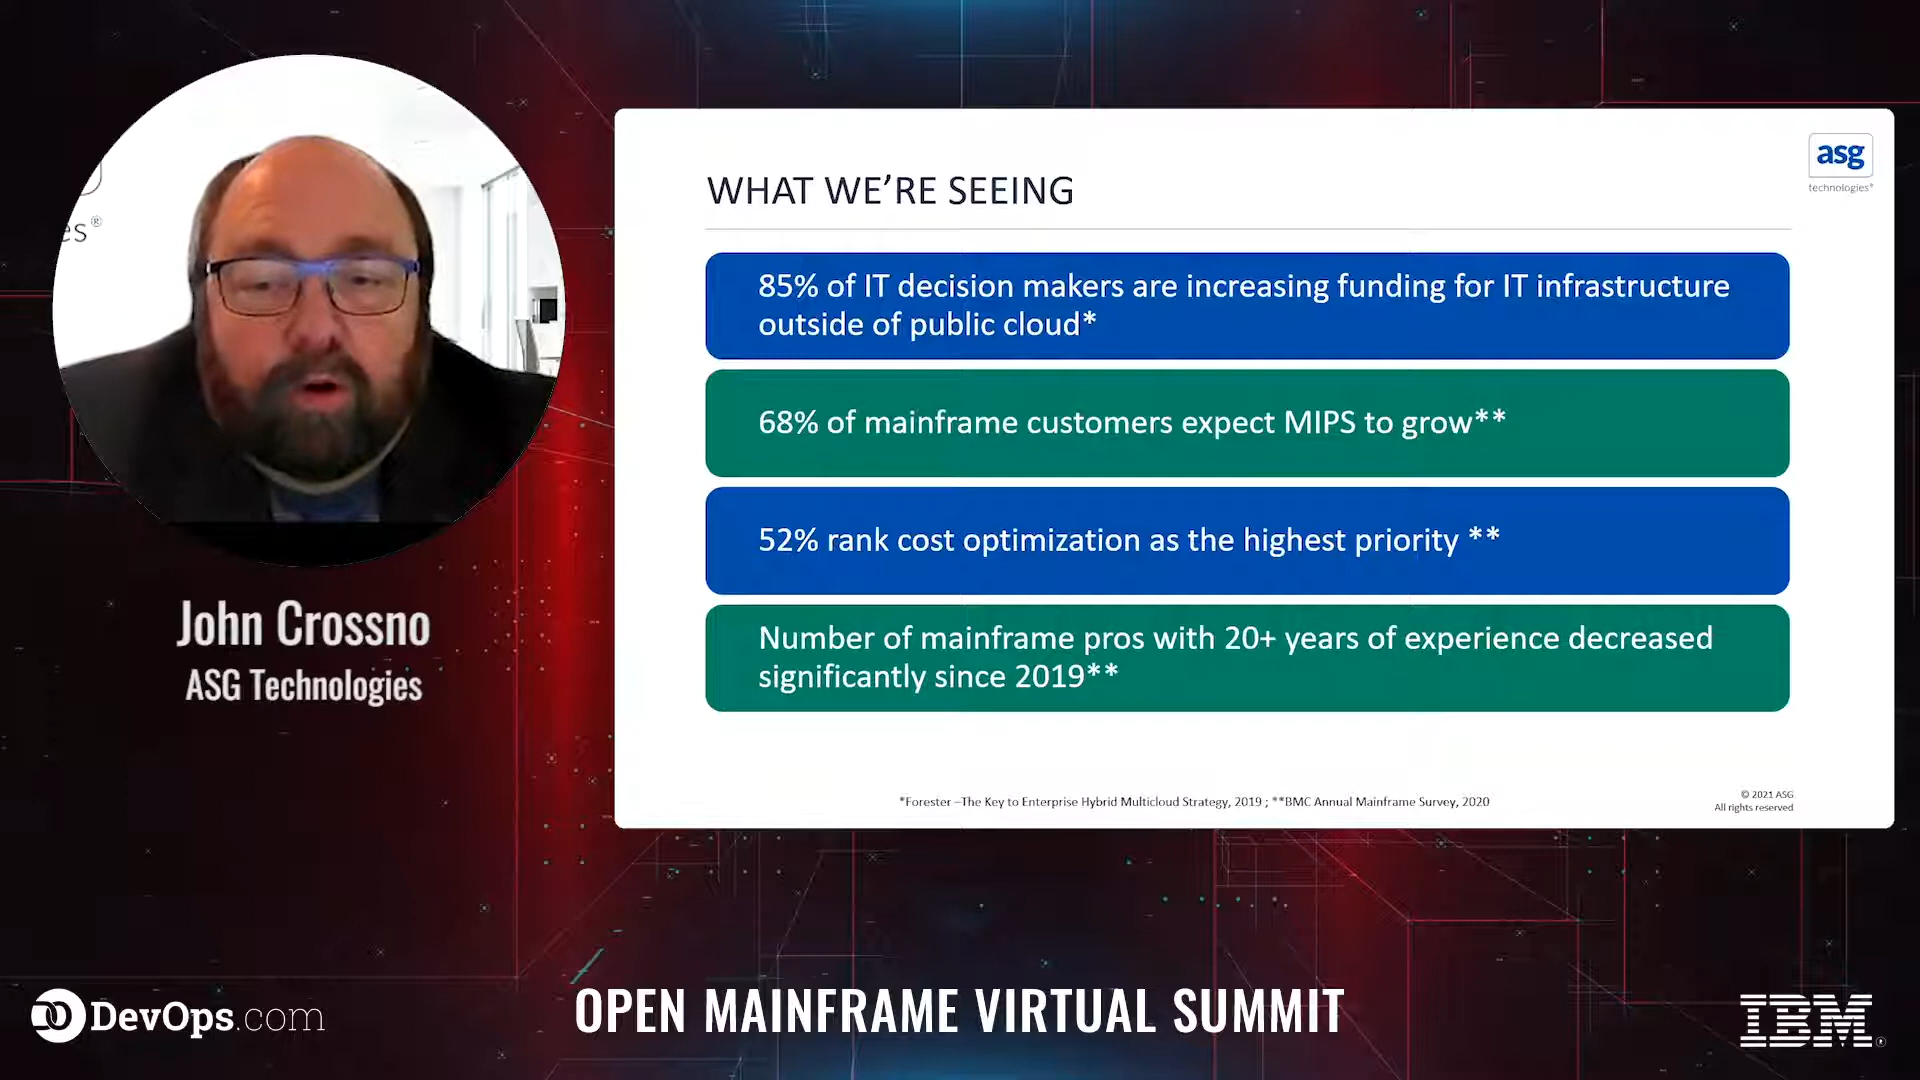 es®
John Crossno
ASG Technologies
WHAT WE’RE SEEING
asg
technologies®
85% of IT decision makers are increasing funding for IT infrastructure
outside of public cloud*
68% of mainframe customers expect MIPS to grow**
52% rank cost optimization as the highest priority **
Number of mainframe pros with 20+ years of experience decreased
significantly since 2019**
*Forester –The Key to Enterprise Hybrid Multicloud Strategy, 2019 ; **BMC Annual Mainframe Survey, 2020
© 2021 ASG
All rights reserved
DevOps.com
OPEN MAINFRAME VIRTUAL SUMMIT
IBM®